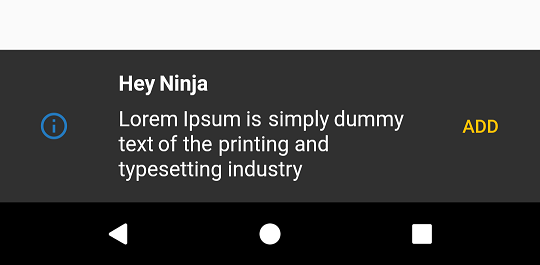 Hey Ninja
Lorem Ipsum is simply dummy
text of the printing and
typesetting industry
ADD